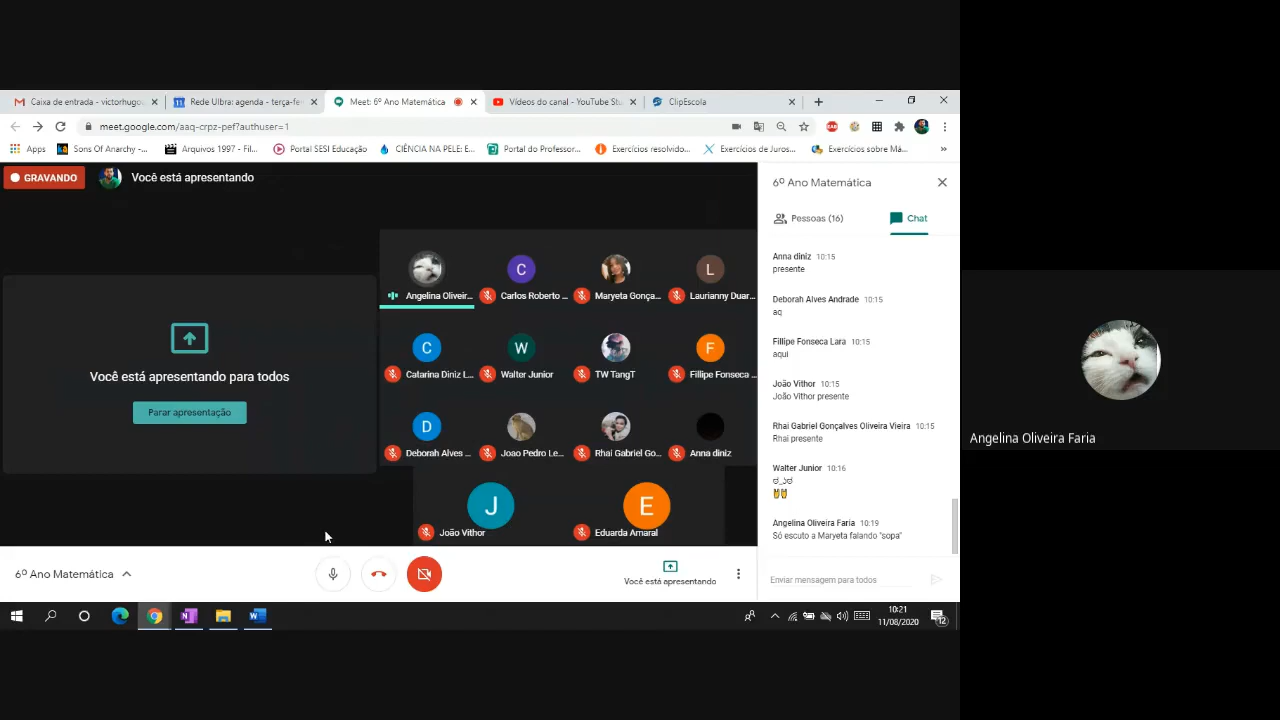 Caixa de entrada - victorhugo
Rede Ulbra: agenda - terça-fe
Meet: 6º Ano Matemática
Vídeos do canal - YouTube Stu
ClipEscola
meet.google.com/aaq-crpz-pef?authuser=1
Apps
Sons Of Anarchy -...
Arquivos 1997 - Fil...
Portal SESI Educação
CIÊNCIA NA PELE: E...
Portal do Professor...
Exercícios resolvido...
Exercícios de Juros...
Exercícios sobre Má...
»
GRAVANDO
Você está apresentando
Você está apresentando para todos
Parar apresentação
Angelina Oliveir...
C
Carlos Roberto ...
Maryeta Gonça...
L
Laurianny Duar...
C
Catarina Diniz L...
W
Walter Junior
TW TangT
F
Fillipe Fonseca ...
D
Deborah Alves ...
Joao Pedro Le...
Rhai Gabriel Go...
Anna diniz
J
João Vithor
E
Eduarda Amaral
6º Ano Matemática
Você está apresentando
6º Ano Matemática
Pessoas (16)
Chat
Anna diniz 10:15
presente
Deborah Alves Andrade 10:15
aq
Fillipe Fonseca Lara 10:15
aqui
João Vithor 10:15
João Vithor presente
Rhai Gabriel Gonçalves Oliveira Vieira 10:15
Rhai presente
Walter Junior 10:16
Angelina Oliveira Faria 10:19
Só escuto a Maryeta falando "sopa"
Enviar mensagem para todos
10:21
11/08/2020
12
Angelina Oliveira Faria